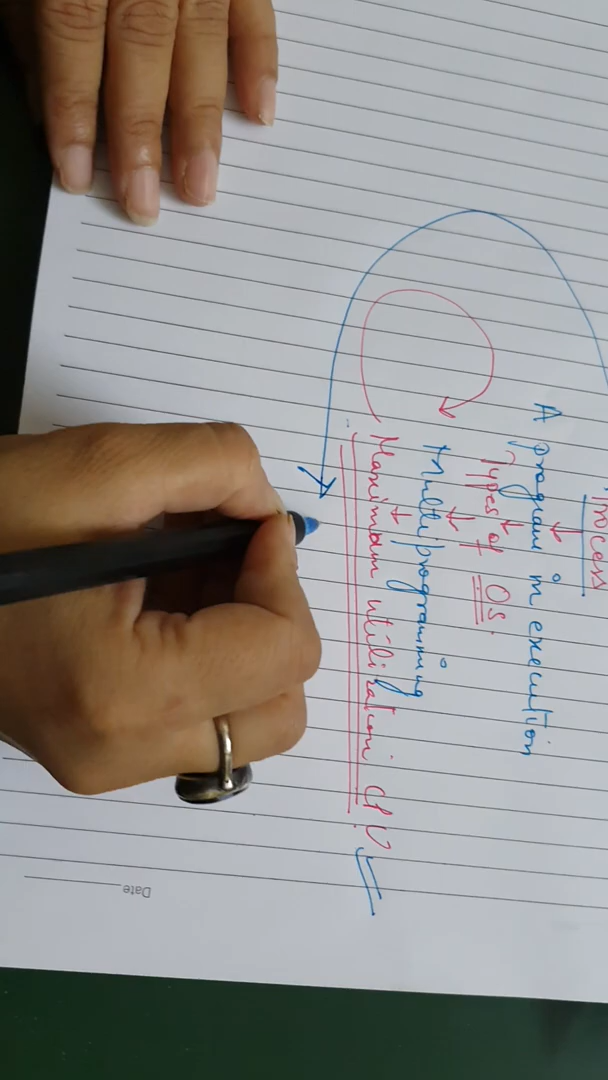 Process
A program in execution
Types of OS.
Multiprogramming
Maximum utilization CPU.
Date